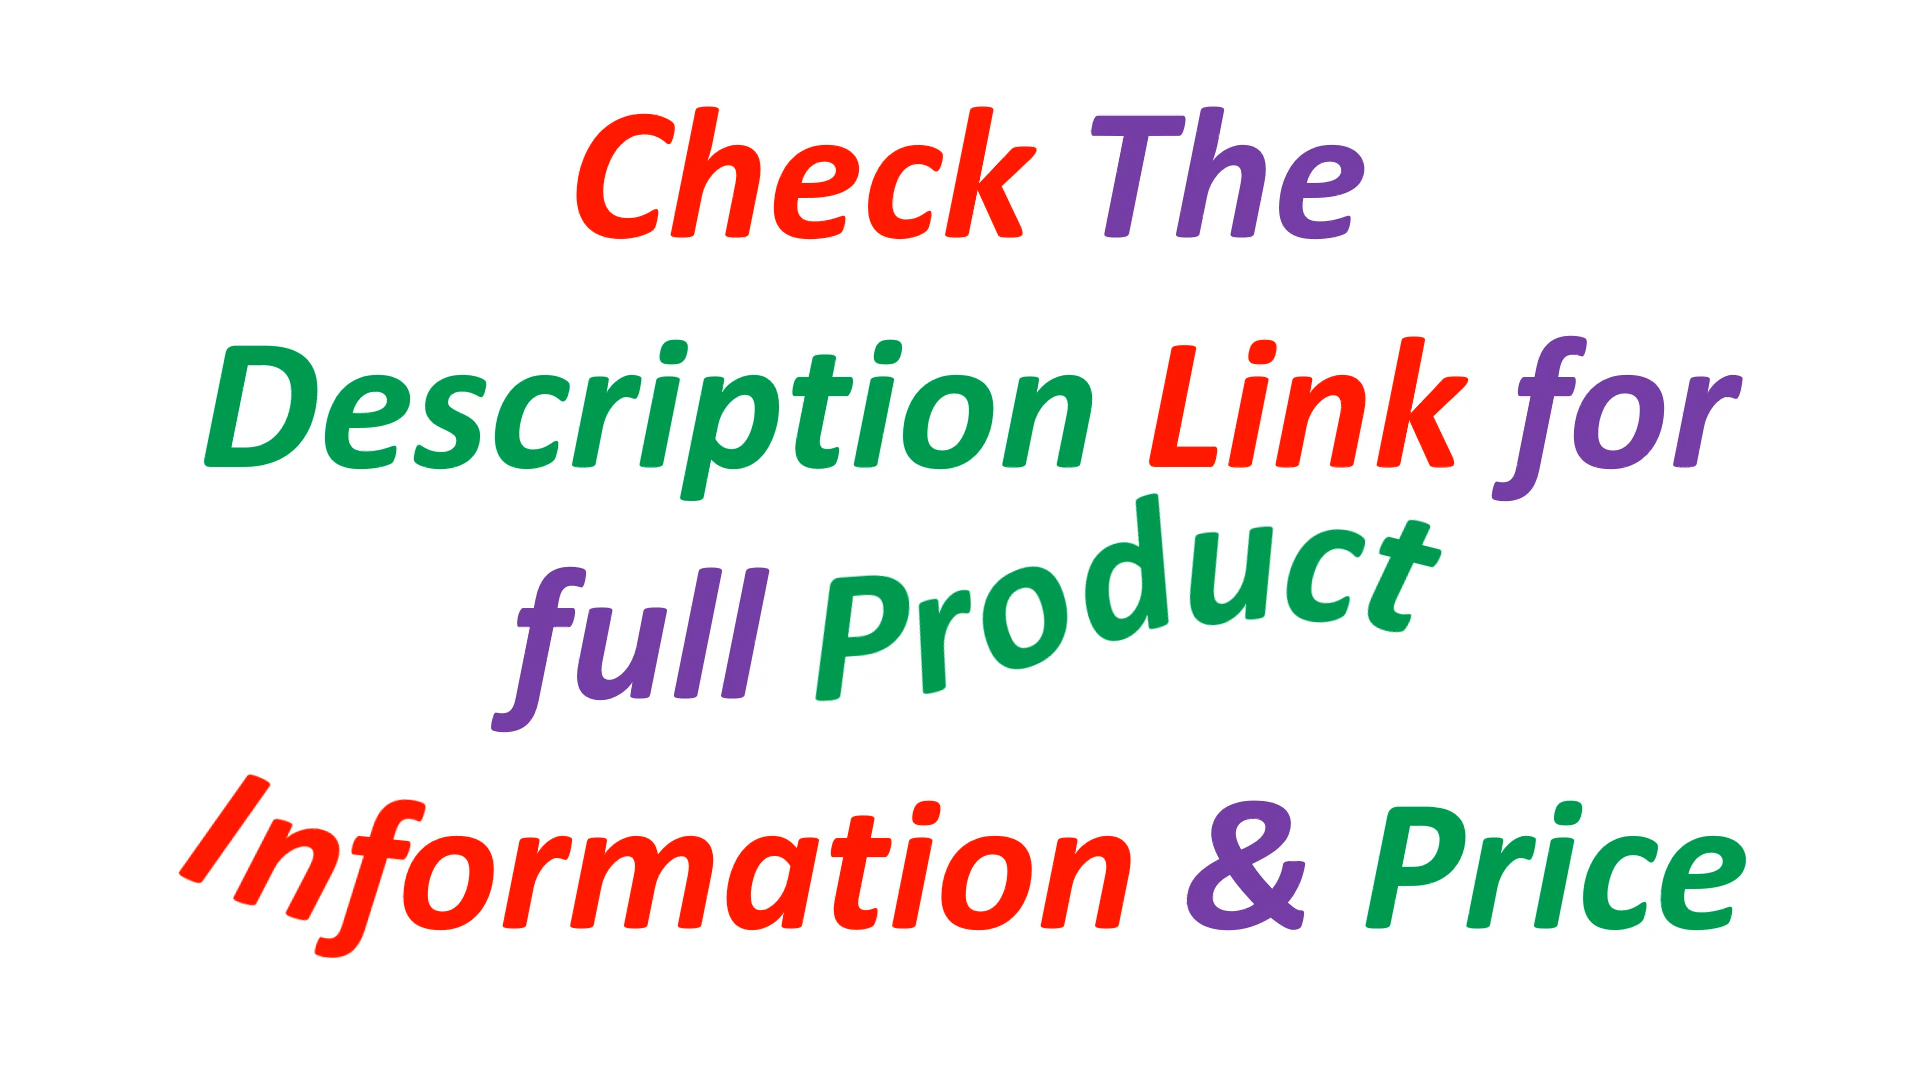 Check The
Description Link for
full Product
Information & Price